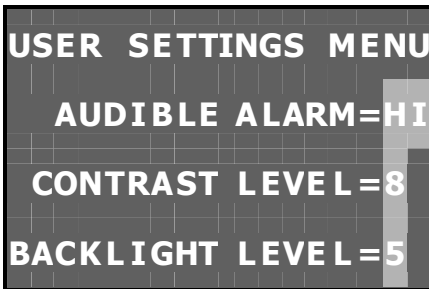 USER SETTINGS MENU
AUDIBLE ALARM=HI
CONTRAST LEVEL=8
BACKLIGHT LEVEL=5